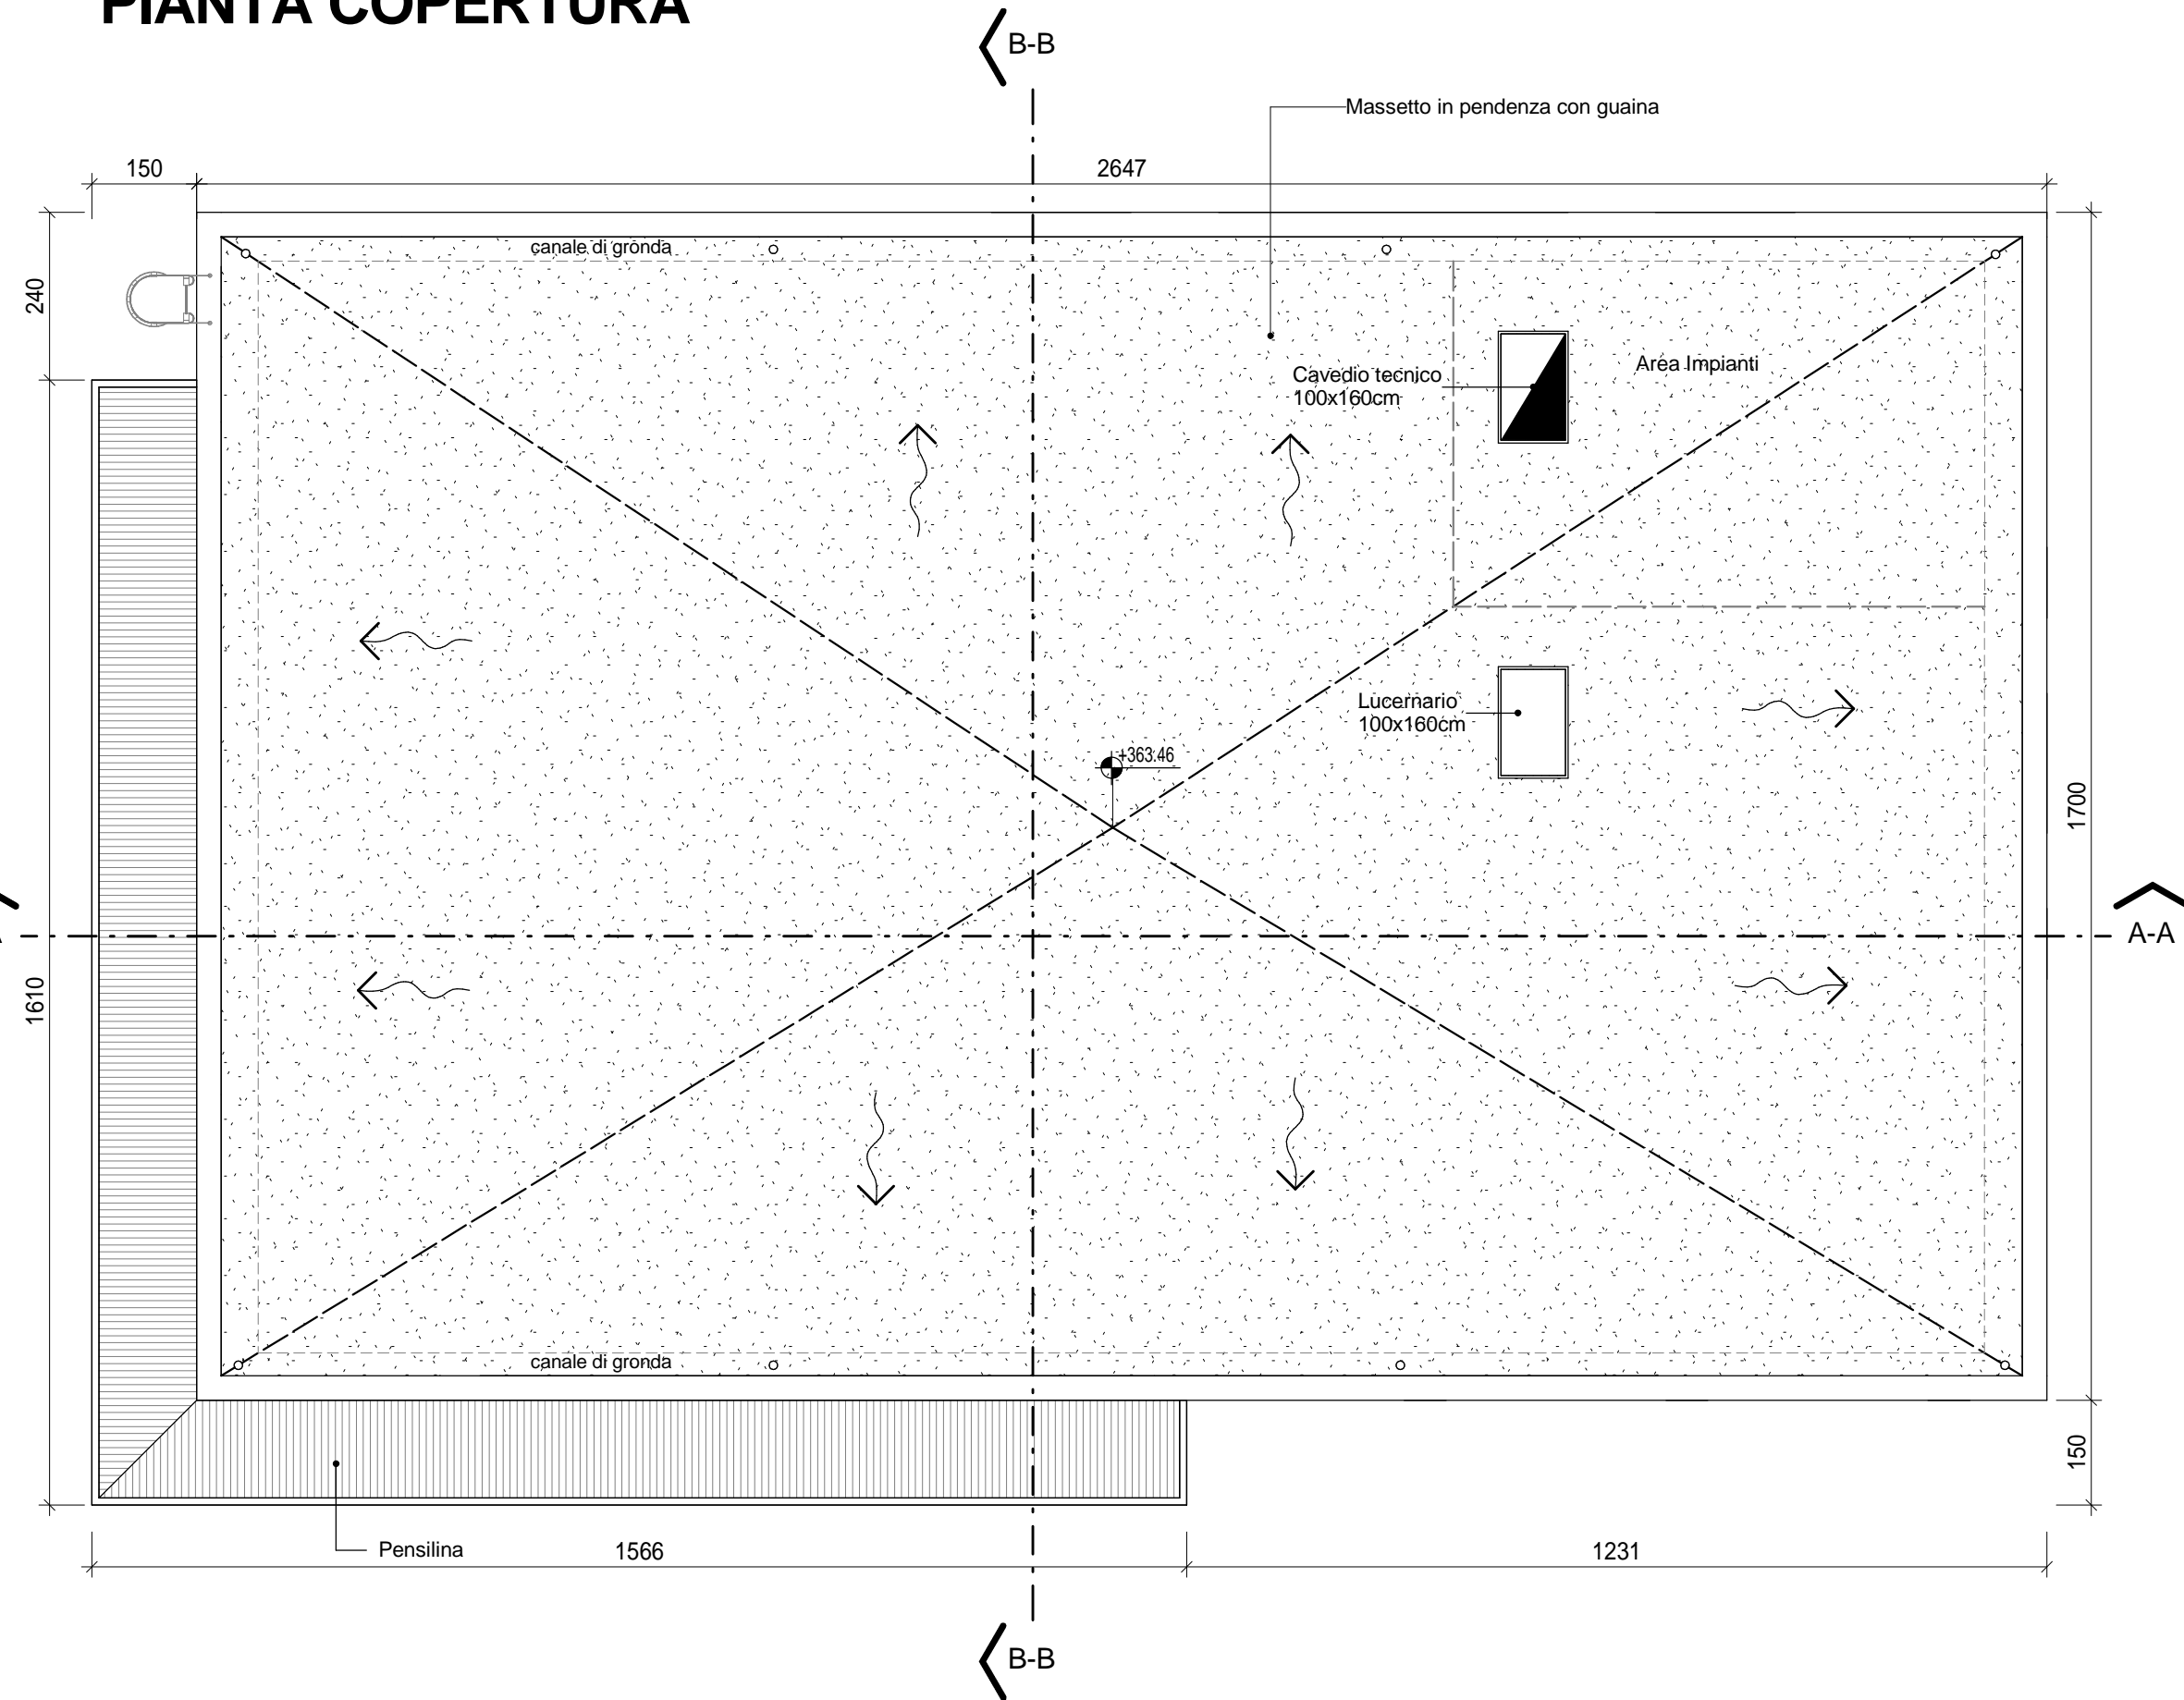 PIANTA COPERTURA
B-B
Massetto in pendenza con guaina
150
2647
canale di gronda
240
Area Impianti
Cavedio tecnico
100x160cm
Lucernario
100x160cm
+363.46
1700
A-A
1610
canale di gronda
150
Pensilina
1566
1231
B-B